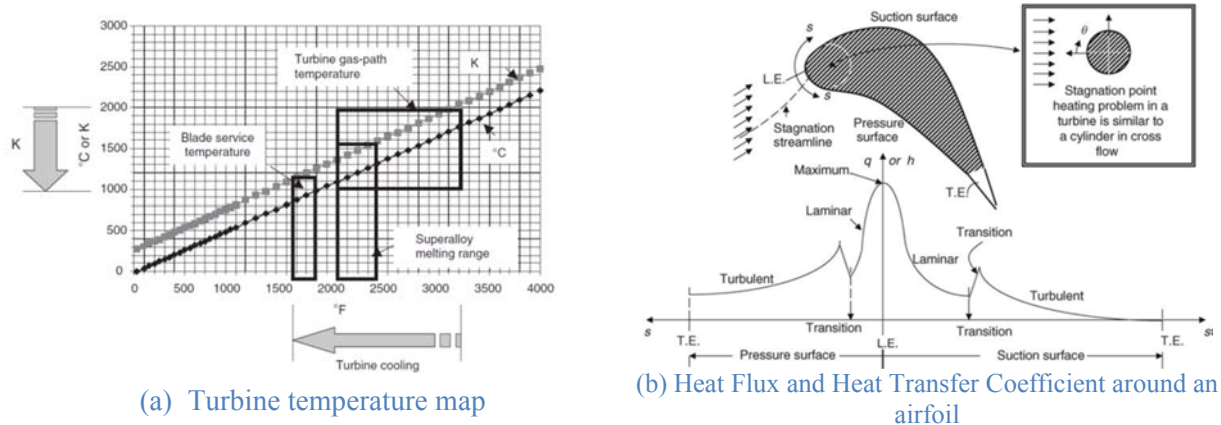 3000
2500
2000
1500
1000
500
0
°C or K
K
Turbine gas-path
temperature
K
Blade service
temperature
°C
Superalloy
melting range
0 500 1000 1500 2000 2500 3000 3500 4000
°F
Turbine cooling
(a) Turbine temperature map
Suction surface
s
L.E.
s
Stagnation
streamline
Pressure
surface
T.E.
θ
Stagnation point
heating problem in a
turbine is similar to
a cylinder in cross
flow
q or h
Maximum
Laminar
Transition
Laminar
Turbulent
Turbulent
Transition
Transition
s
T.E.
L.E.
T.E.
s
Pressure surface
Suction surface
(b) Heat Flux and Heat Transfer Coefficient around an
airfoil